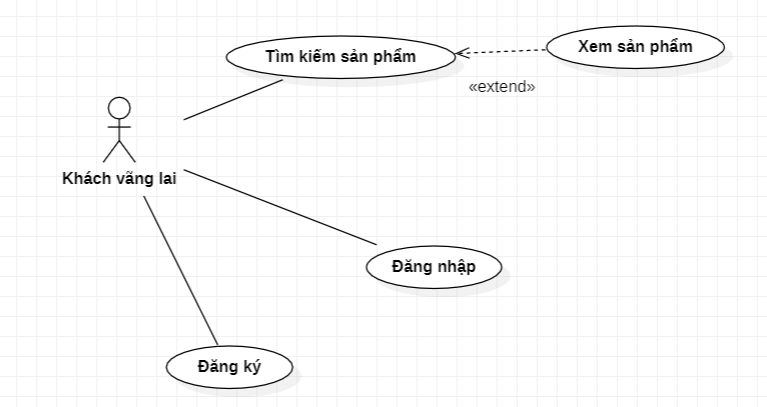 Tìm kiếm sản phẩm
Xem sản phẩm
«extend»
Khách vãng lai
Đăng nhập
Đăng ký